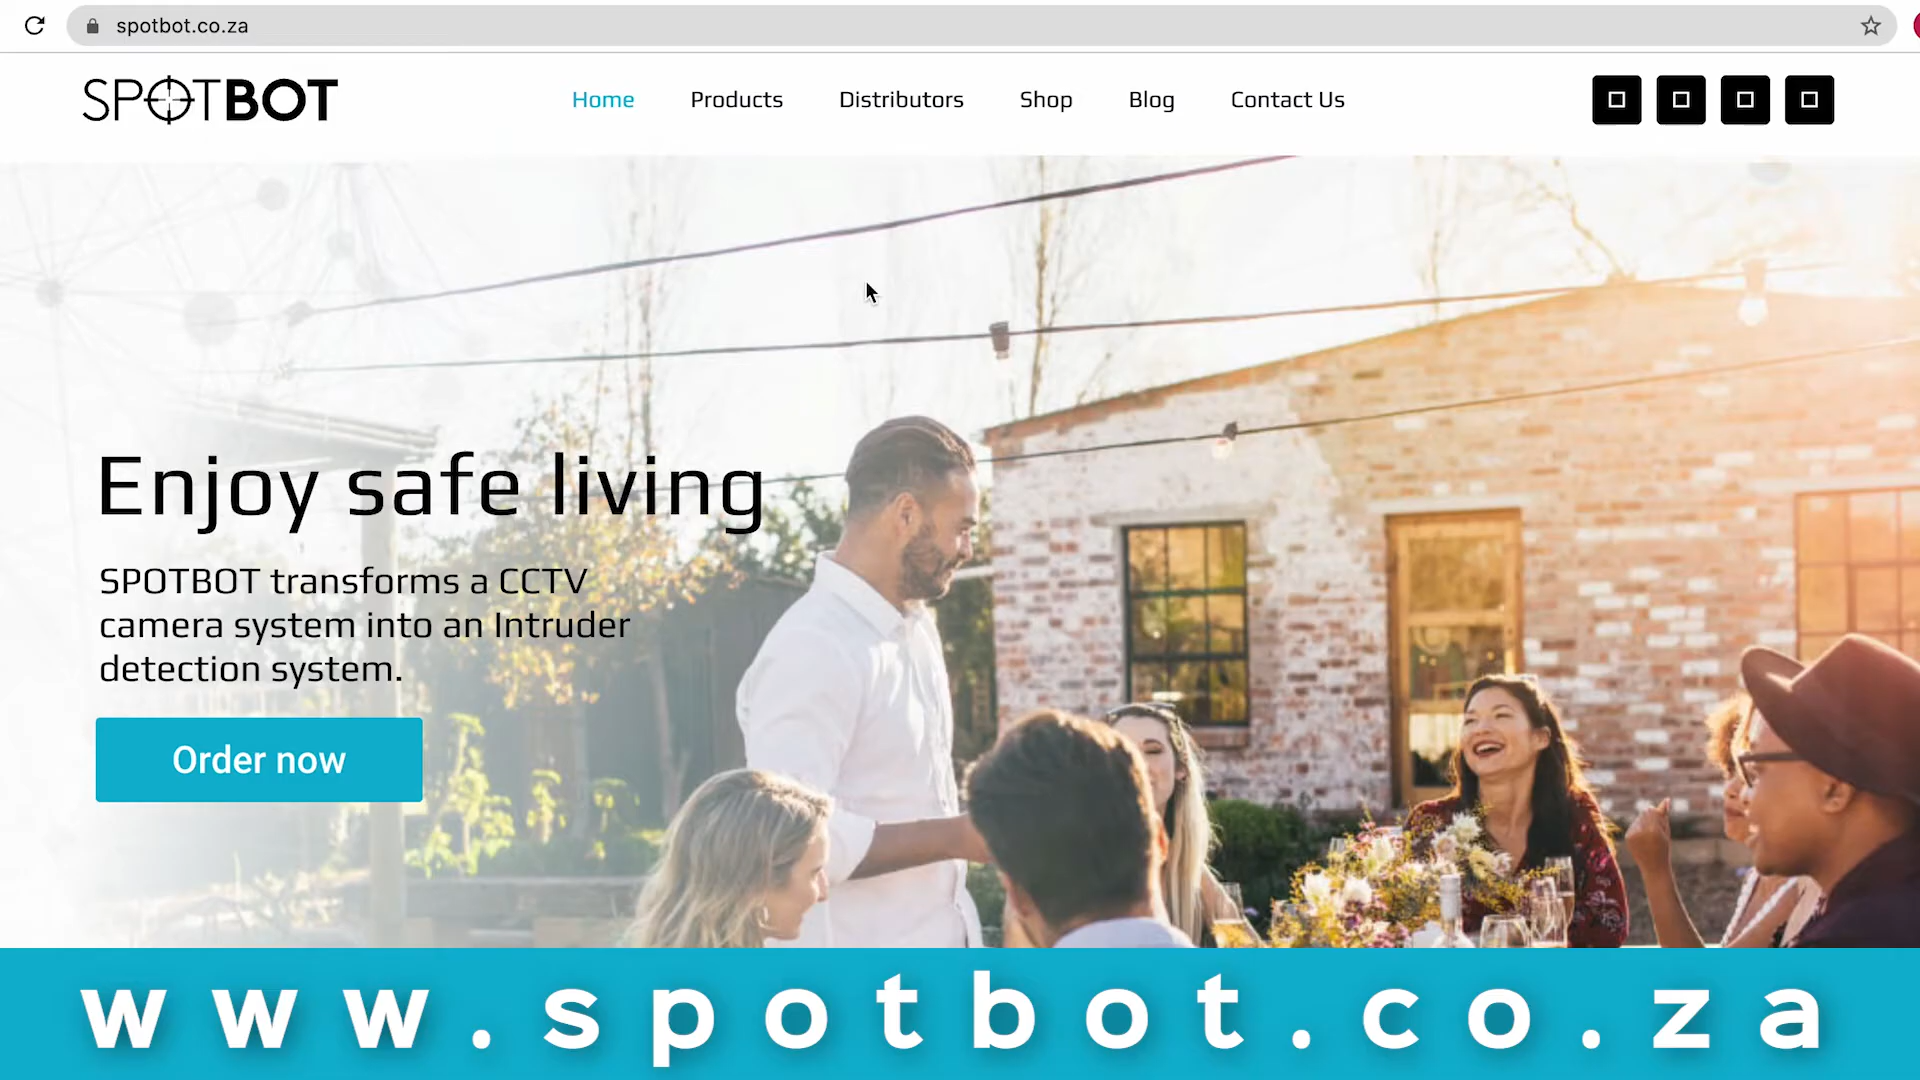 spotbot.co.za
SPOTBOT
Home Products Distributors Shop Blog Contact Us
Enjoy safe living
SPOTBOT transforms a CCTV
camera system into an Intruder
detection system.
Order now
www.spotbot.co.za